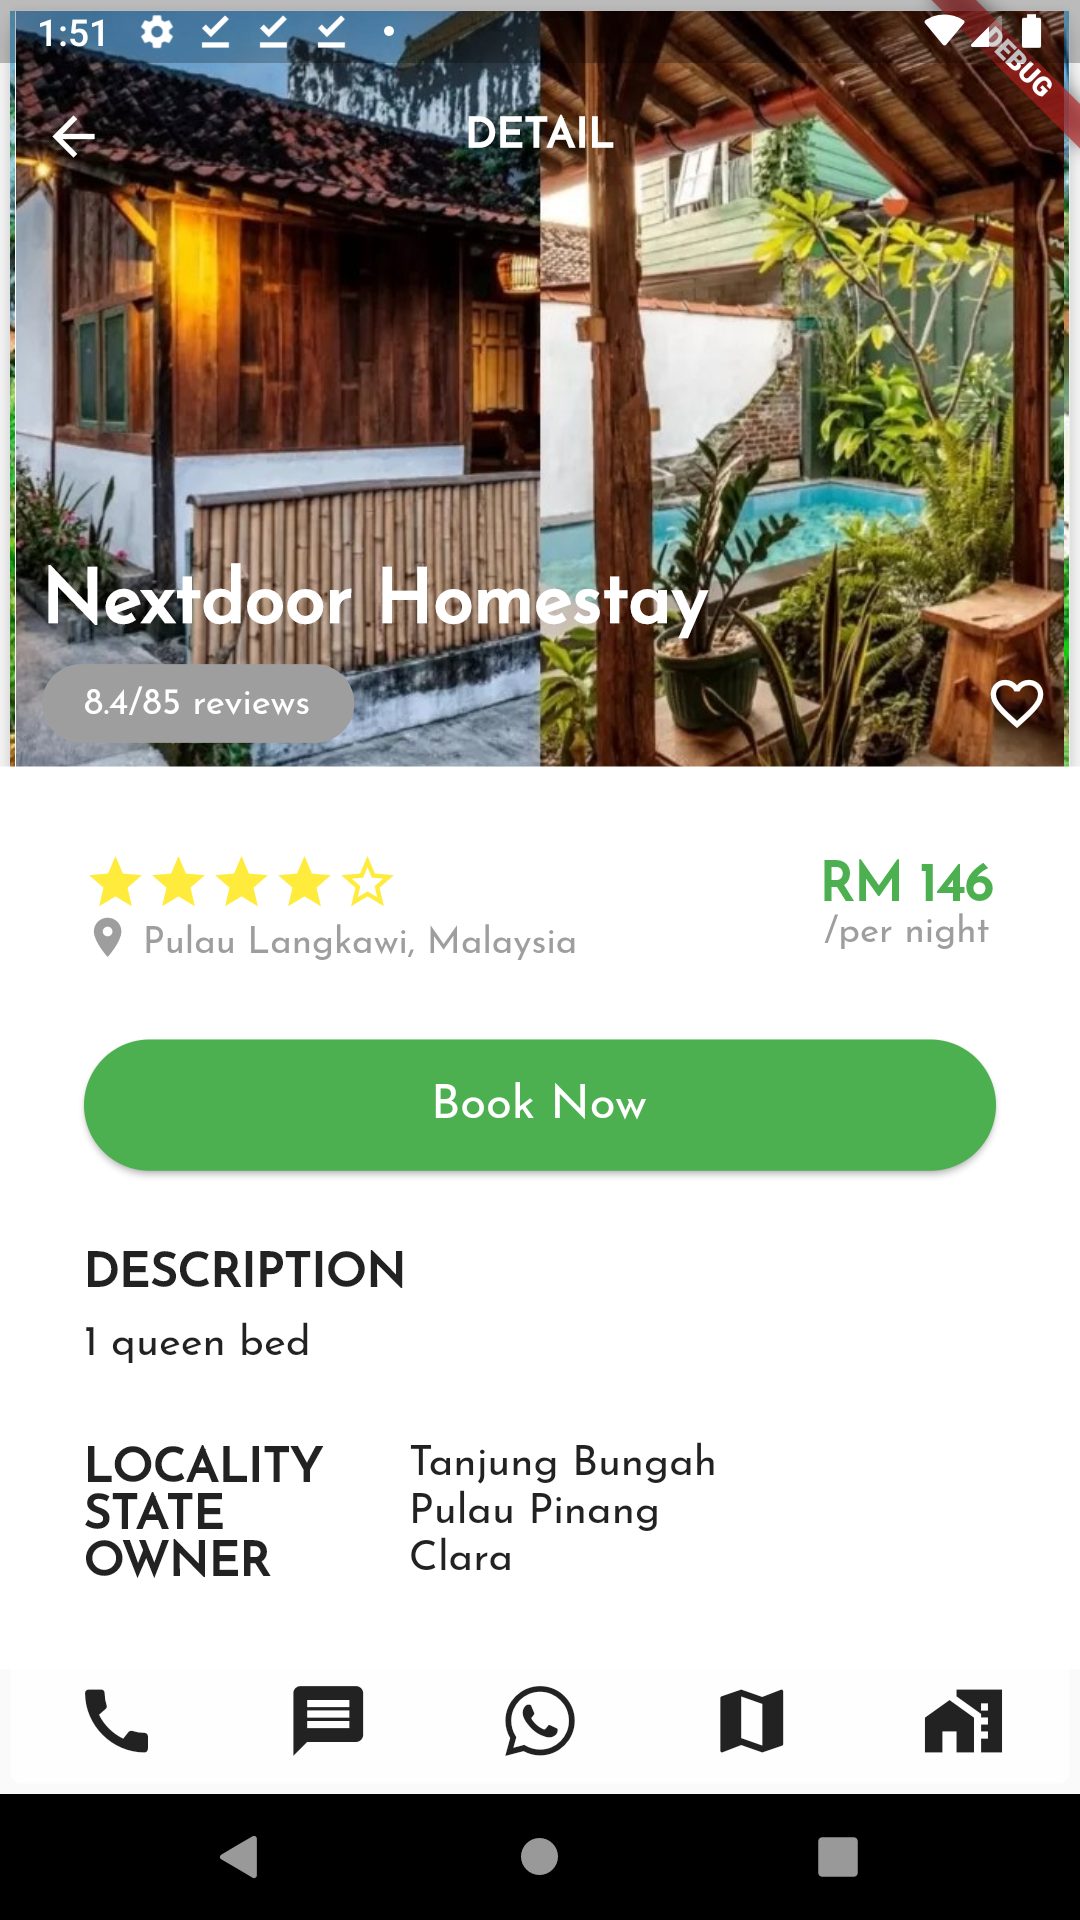 1:51
DEBUG
DETAIL
Nextdoor Homestay
8.4/85 reviews
RM 146
Pulau Langkawi, Malaysia
/per night
Book Now
DESCRIPTION
1 queen bed
LOCALITY Tanjung Bungah
STATE Pulau Pinang
OWNER Clara